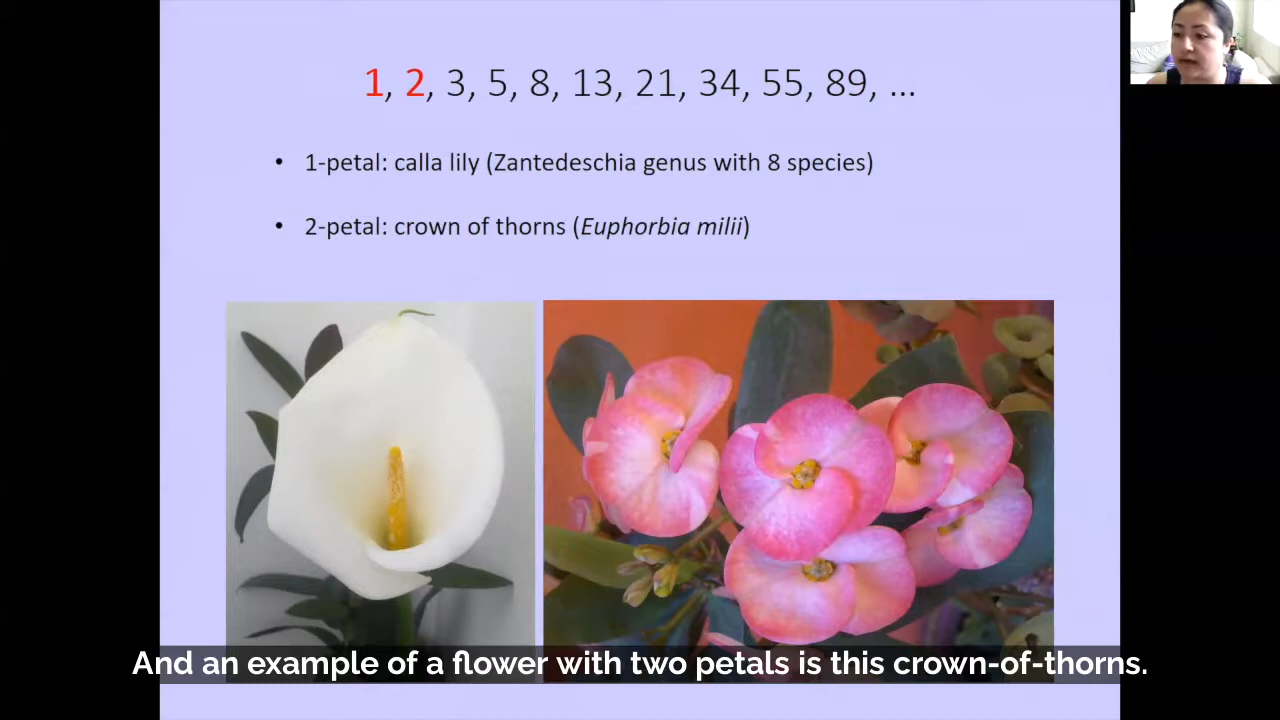 1, 2, 3, 5, 8, 13, 21, 34, 55, 89, ...
• 1-petal: calla lily (Zantedeschia genus with 8 species)
• 2-petal: crown of thorns (Euphorbia milii)
And an example of a flower with two petals is this crown-of-thorns.